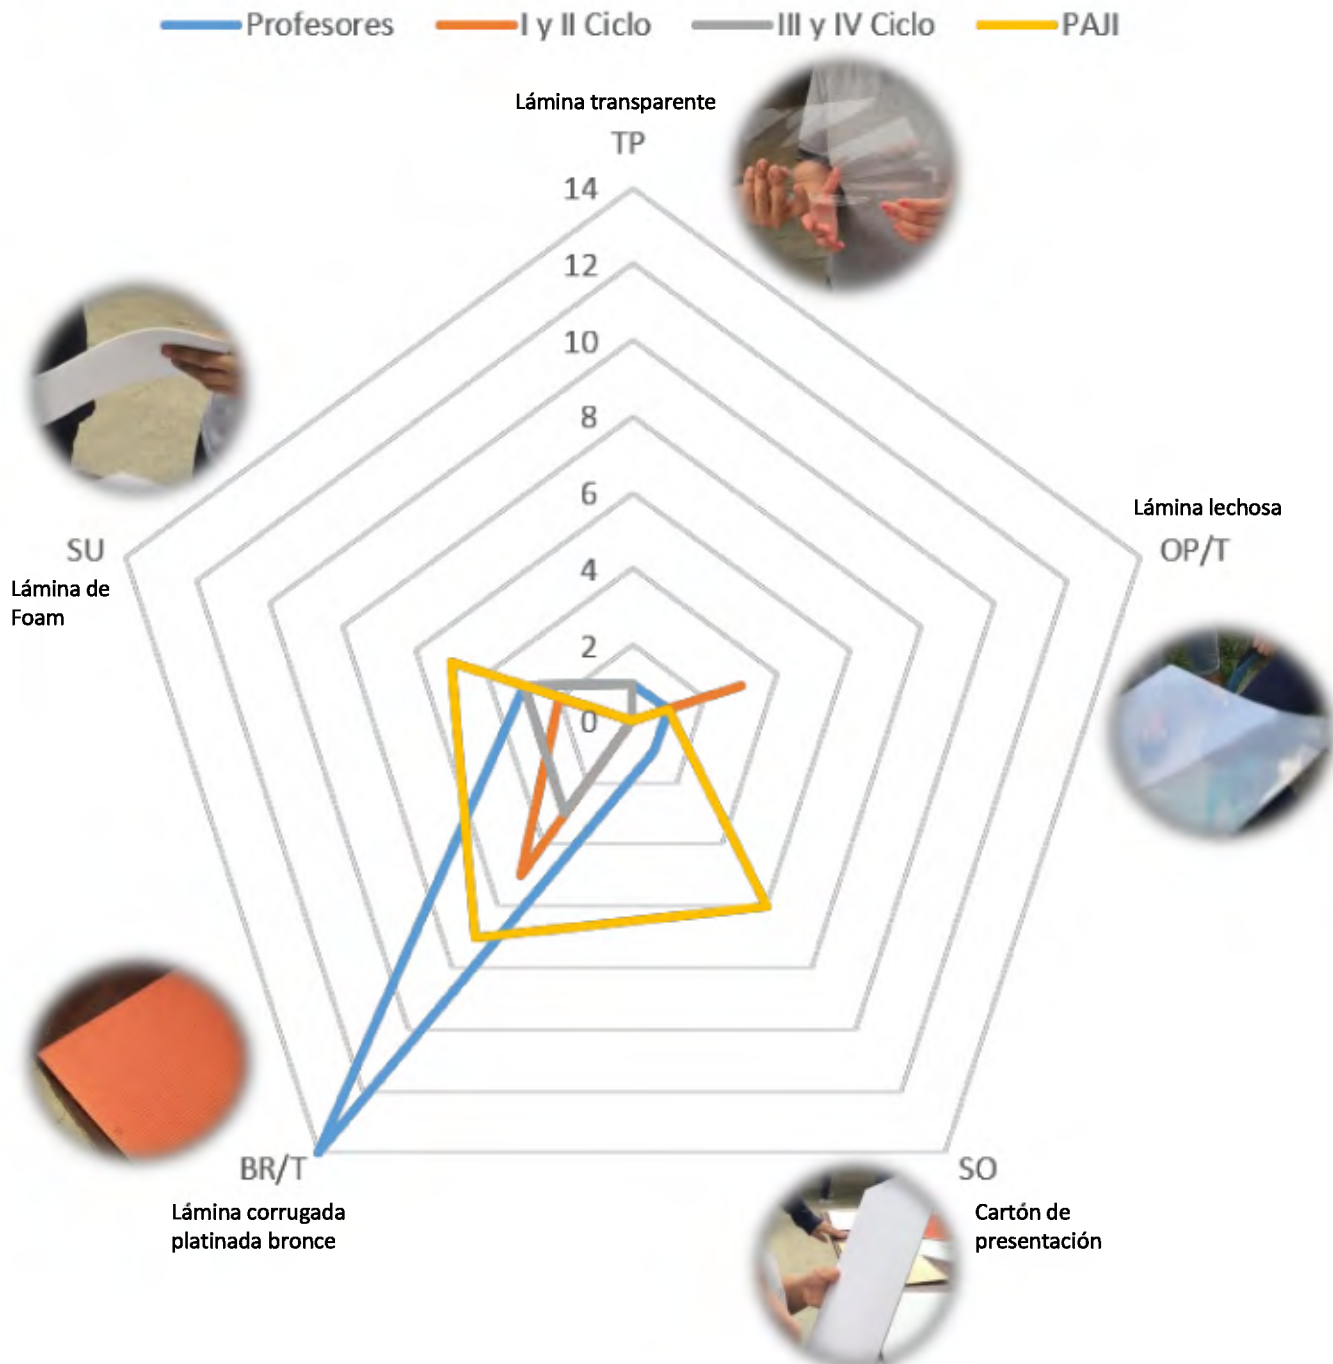 Profesores
I y II Ciclo
III y IV Ciclo
PAJI
Lámina transparente
TP
14
12
10
8
6
4
2
0
Lámina lechosa
OP/T
SU
Lámina de
Foam
BR/T
Lámina corrugada
platinada bronce
SO
Cartón de
presentación